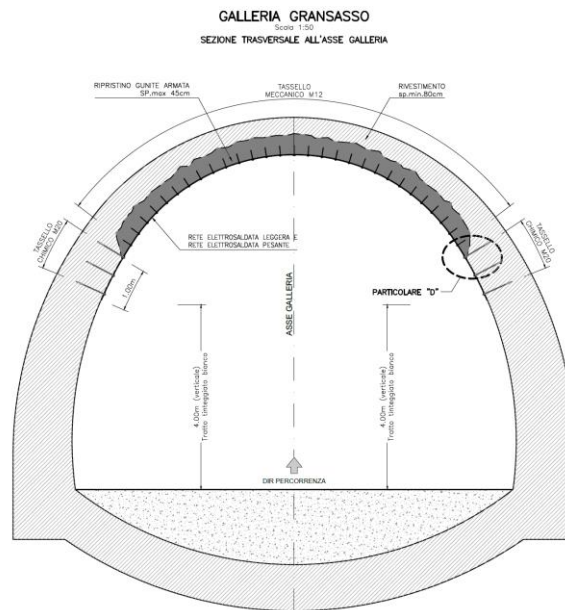 GALLERIA GRANSASSO
Scala 1:50
SEZIONE TRASVERSALE ALL'ASSE GALLERIA
RIPRISTINO GUNITE ARMATA
SP.max 45cm
TASSELLO
MECCANICO M12
RIVESTIMENTO
sp.min.80cm
TASSELLO
CHIMICO M20
TASSELLO
CHIMICO M20
RETE ELETTROSALDATA LEGGERA E
RETE ELETTROSALDATA PESANTE
1.00m
PARTICOLARE "D"
ASSE GALLERIA
4.00m (verticale)
Tratto tinteggiato bianco
4.00m (verticale)
Tratto tinteggiato bianco
DIR PERCORRENZA